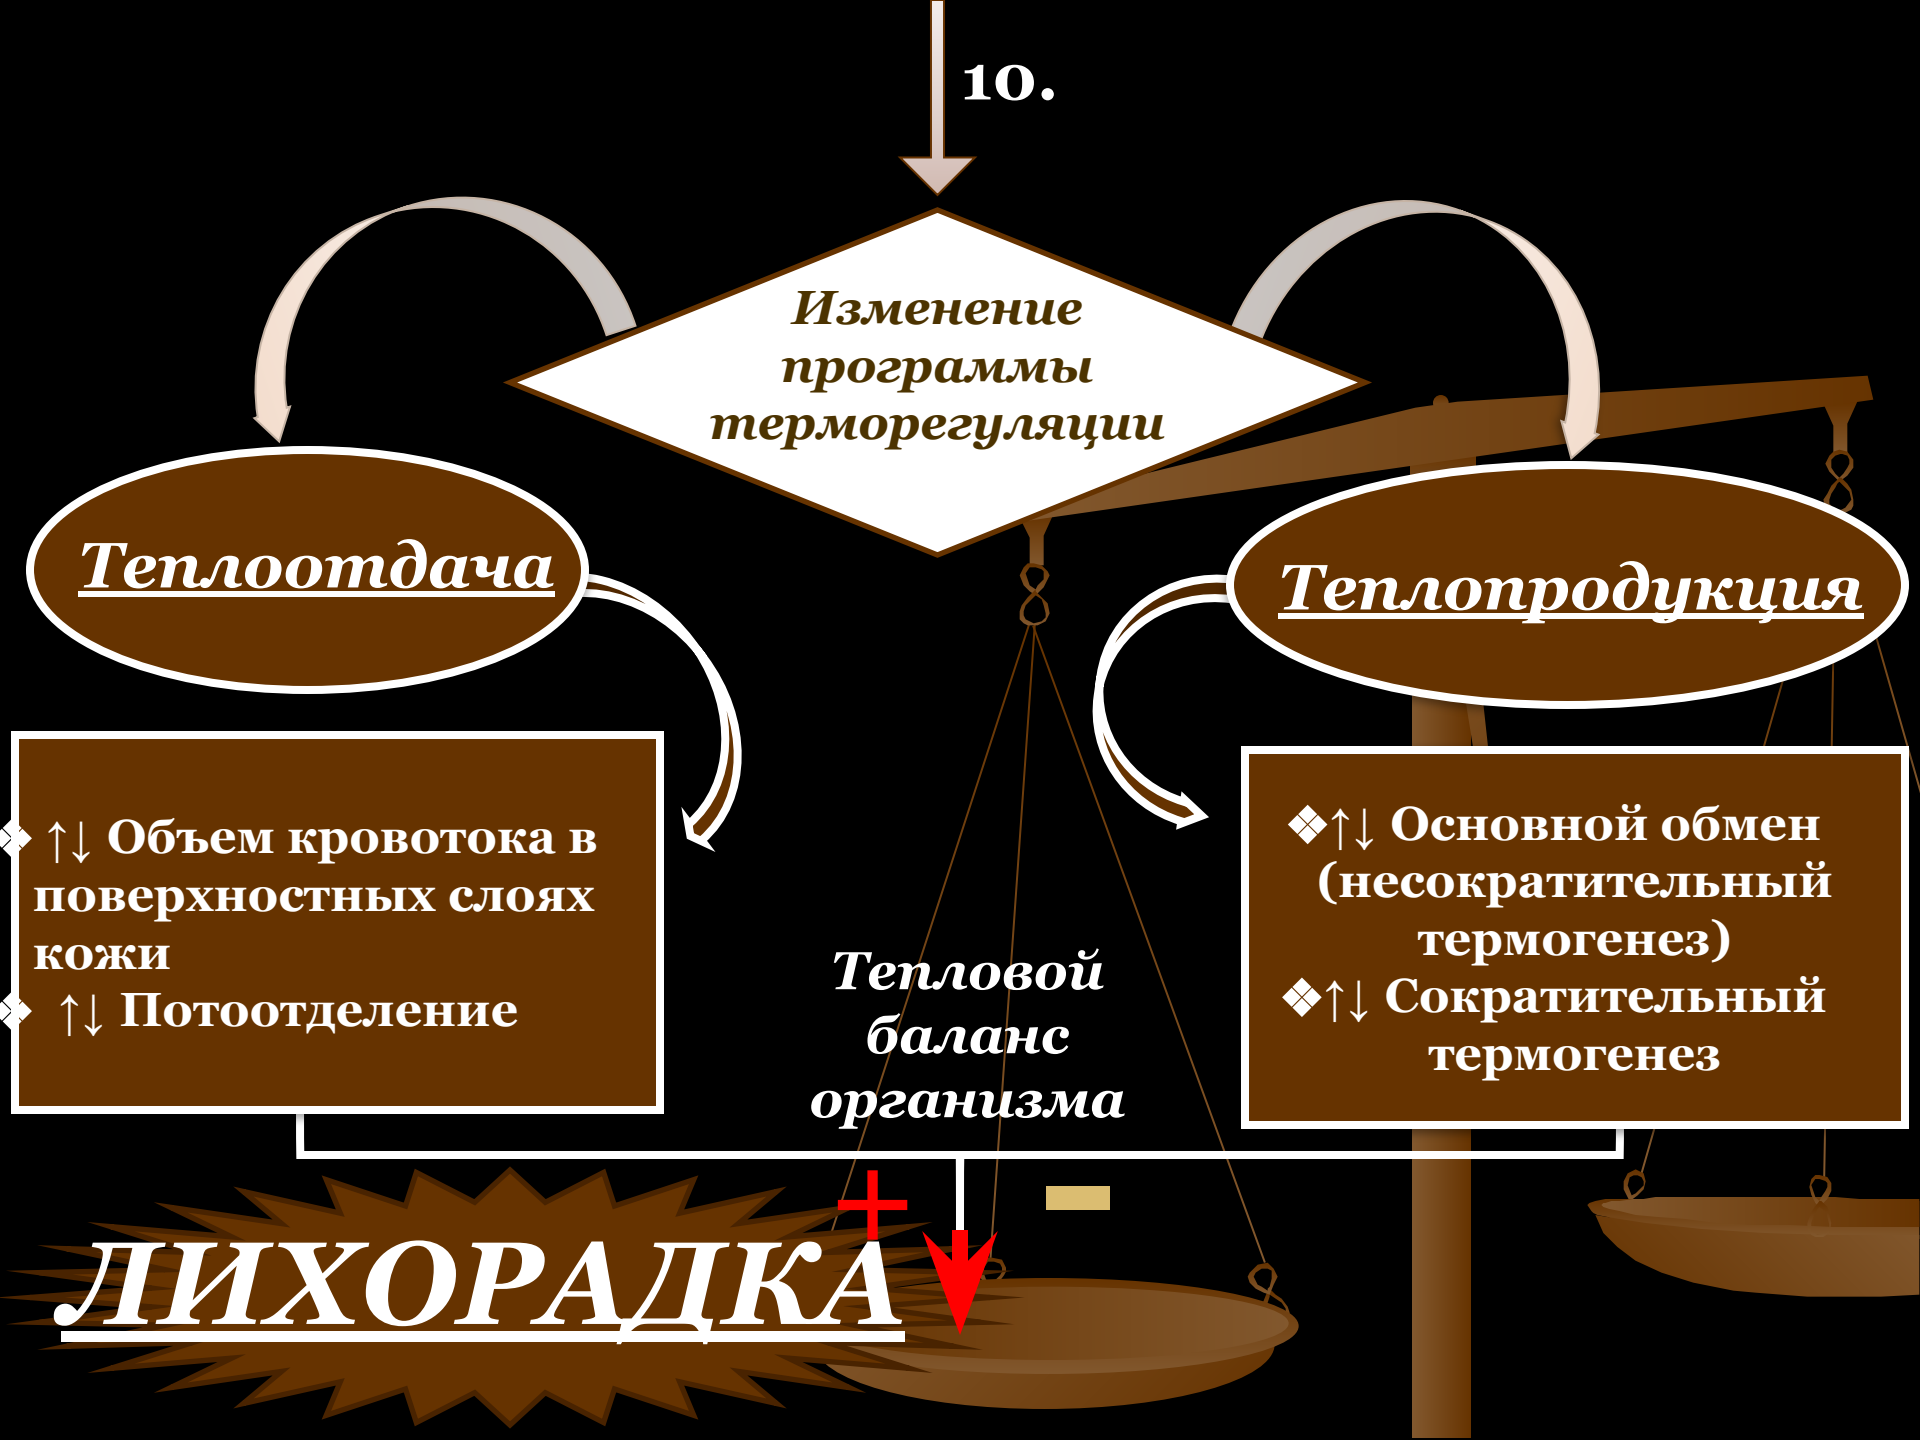 10.
Изменение
программы
терморегуляции
Теплоотдача
Теплопродукция
❖ ↑↓ Объем кровотока в
поверхностных слоях
кожи
❖ ↑↓ Потоотделение
❖↑↓ Основной обмен
(несократительный
термогенез)
❖↑↓ Сократительный
термогенез
Тепловой
баланс
организма
+ -
ЛИХОРАДКА